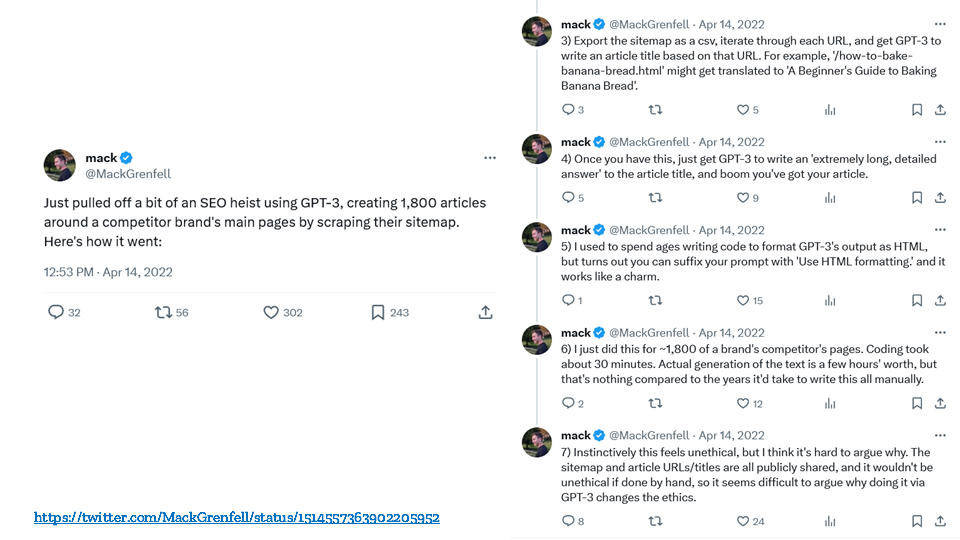 mack
@MackGrenfell
Just pulled off a bit of an SEO heist using GPT-3, creating 1,800 articles
around a competitor brand's main pages by scraping their sitemap.
Here's how it went:
12:53 PM · Apr 14, 2022
32 56 302 243
https://twitter.com/MackGrenfell/status/1514557363902205952
mack @MackGrenfell · Apr 14, 2022
3) Export the sitemap as a csv, iterate through each URL, and get GPT-3 to
write an article title based on that URL. For example, '/how-to-bake-
banana-bread.html' might get translated to 'A Beginner's Guide to Baking
Banana Bread'.
3 5
mack @MackGrenfell · Apr 14, 2022
4) Once you have this, just get GPT-3 to write an 'extremely long, detailed
answer' to the article title, and boom you've got your article.
5 9
mack @MackGrenfell · Apr 14, 2022
5) I used to spend ages writing code to format GPT-3's output as HTML,
but turns out you can suffix your prompt with 'Use HTML formatting.' and it
works like a charm.
1 15
mack @MackGrenfell · Apr 14, 2022
6) I just did this for ~1,800 of a brand's competitor's pages. Coding took
about 30 minutes. Actual generation of the text is a few hours' worth, but
that's nothing compared to the years it'd take to write this all manually.
2 12
mack @MackGrenfell · Apr 14, 2022
7) Instinctively this feels unethical, but I think it's hard to argue why. The
sitemap and article URLs/titles are all publicly shared, and it wouldn't be
unethical if done by hand, so it seems difficult to argue why doing it via
GPT-3 changes the ethics.
8 24